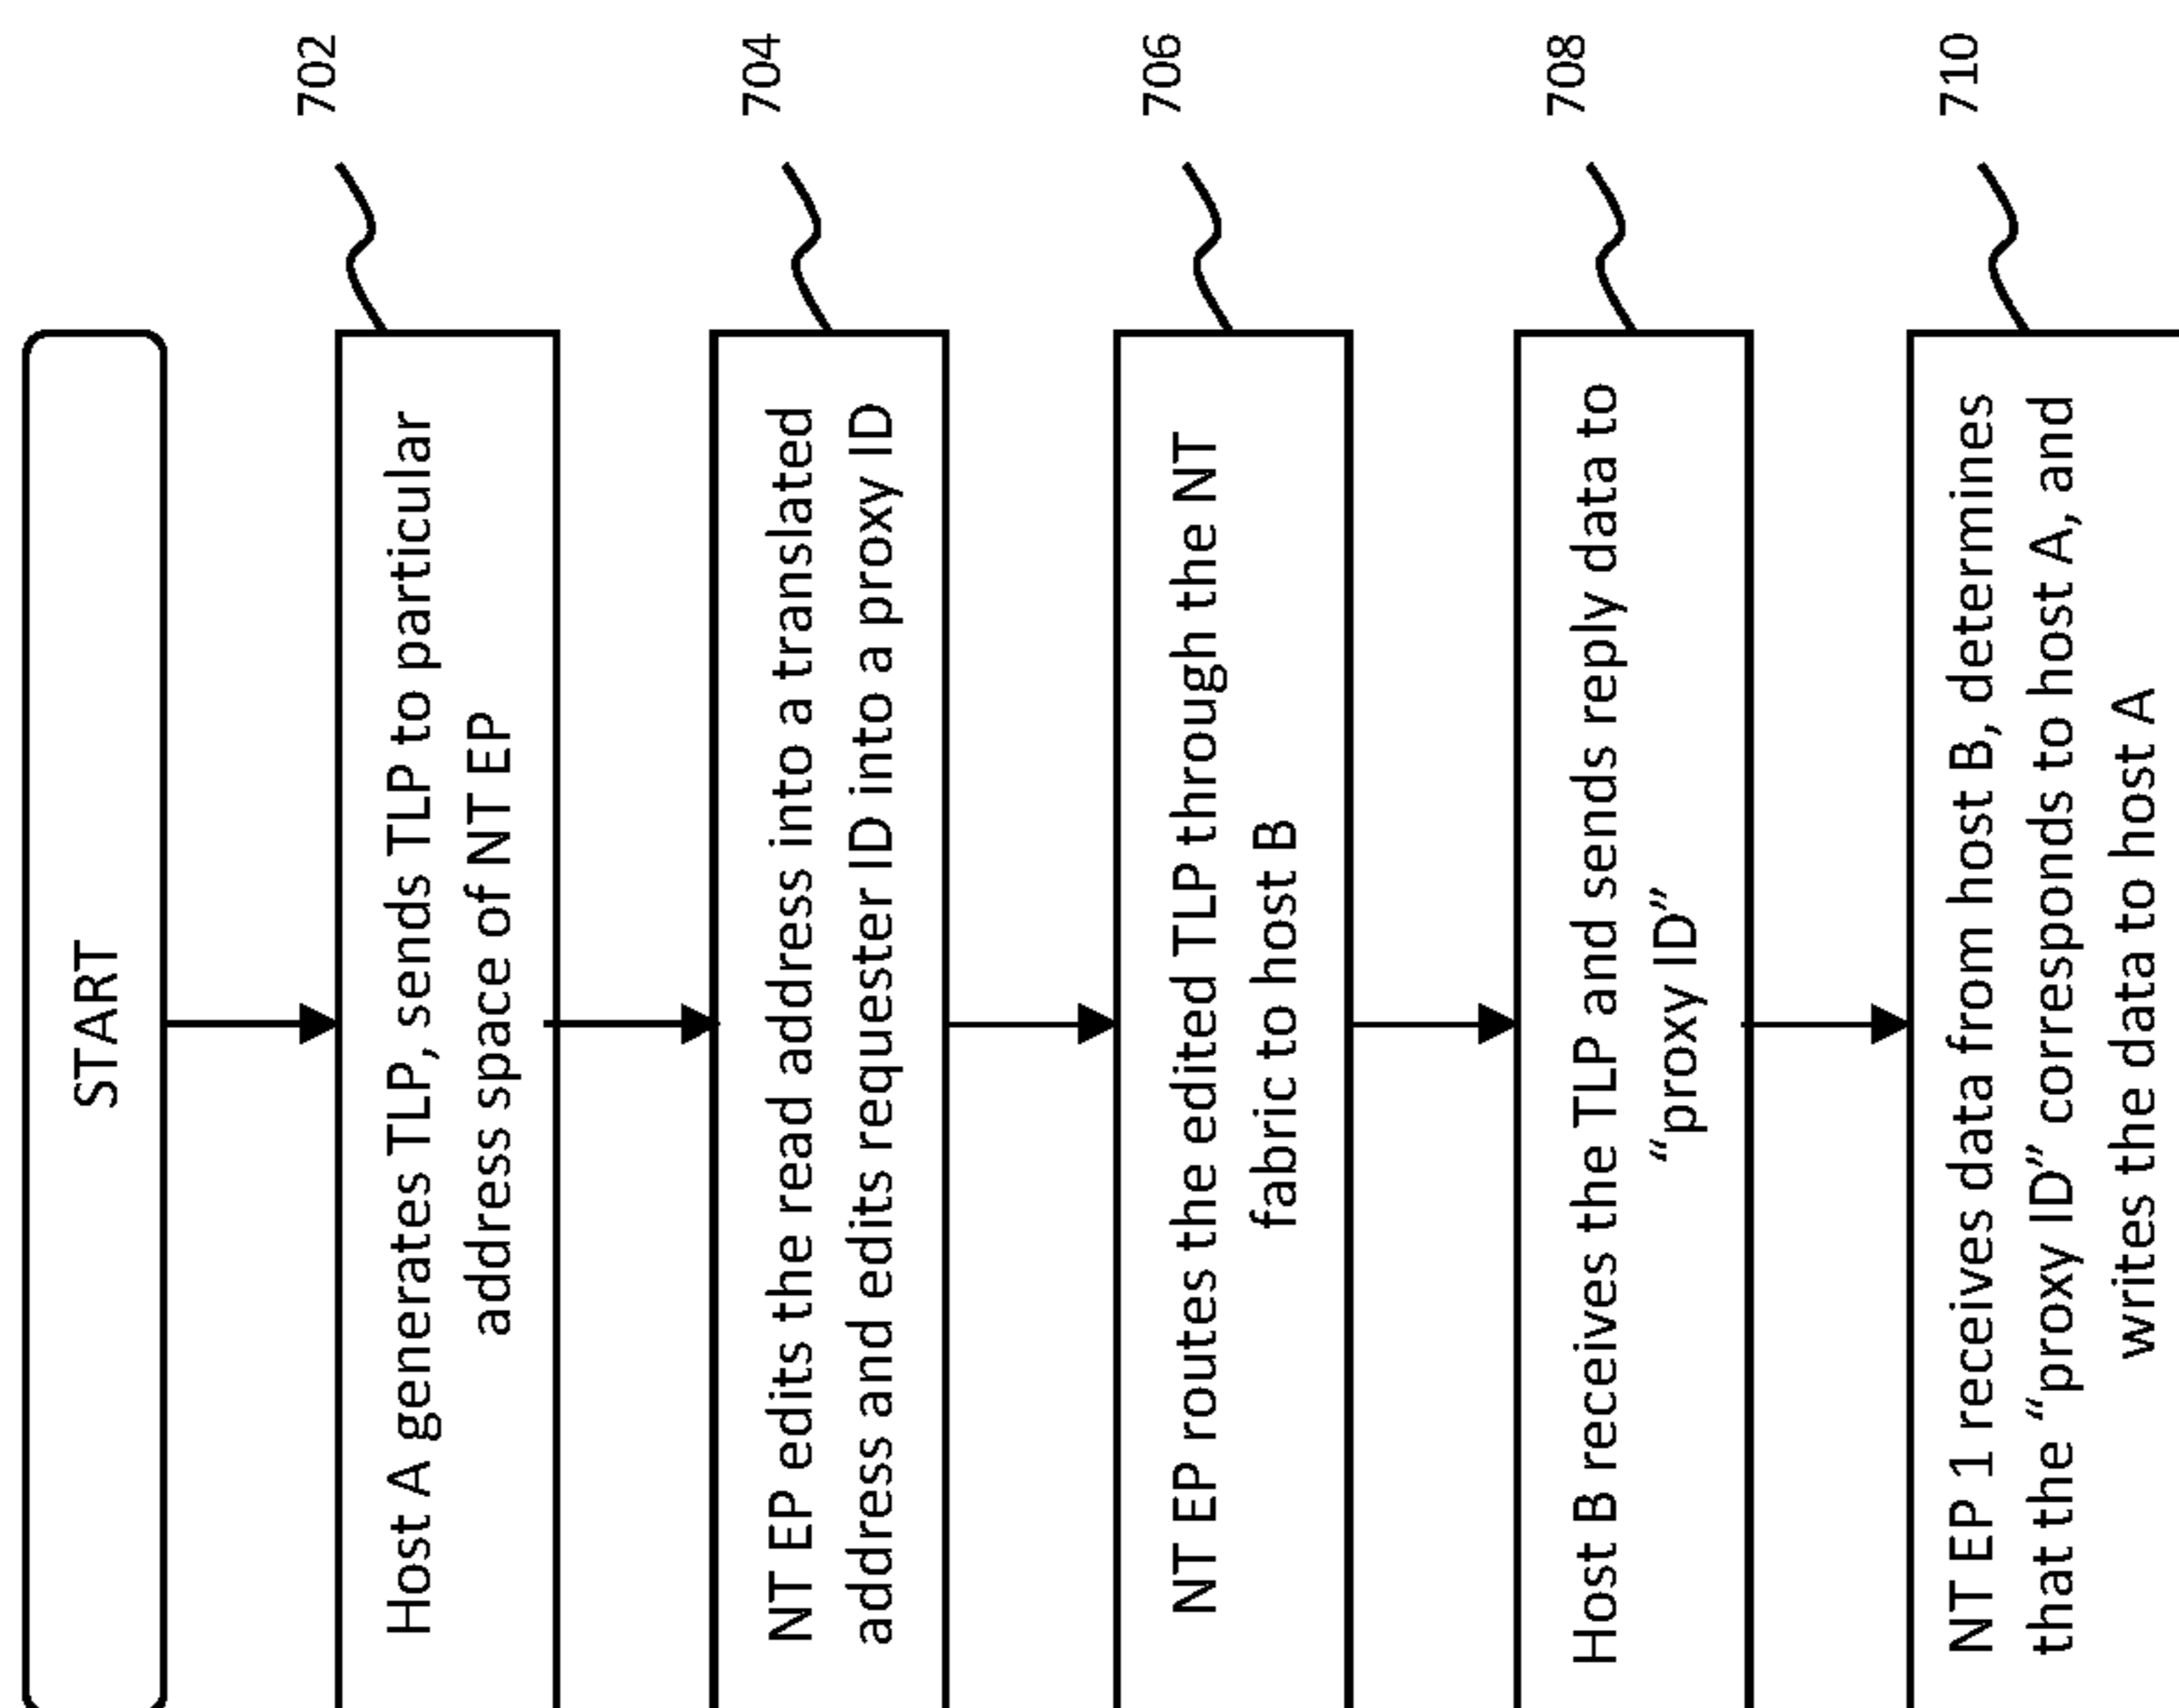 START
702
Host A generates TLP, sends TLP to particular
address space of NT EP
704
NT EP edits the read address into a translated
address and edits requester ID into a proxy ID
706
NT EP routes the edited TLP through the NT
fabric to host B
708
Host B receives the TLP and sends reply data to
“proxy ID”
710
NT EP 1 receives data from host B, determines
that the “proxy ID” corresponds to host A, and
writes the data to host A